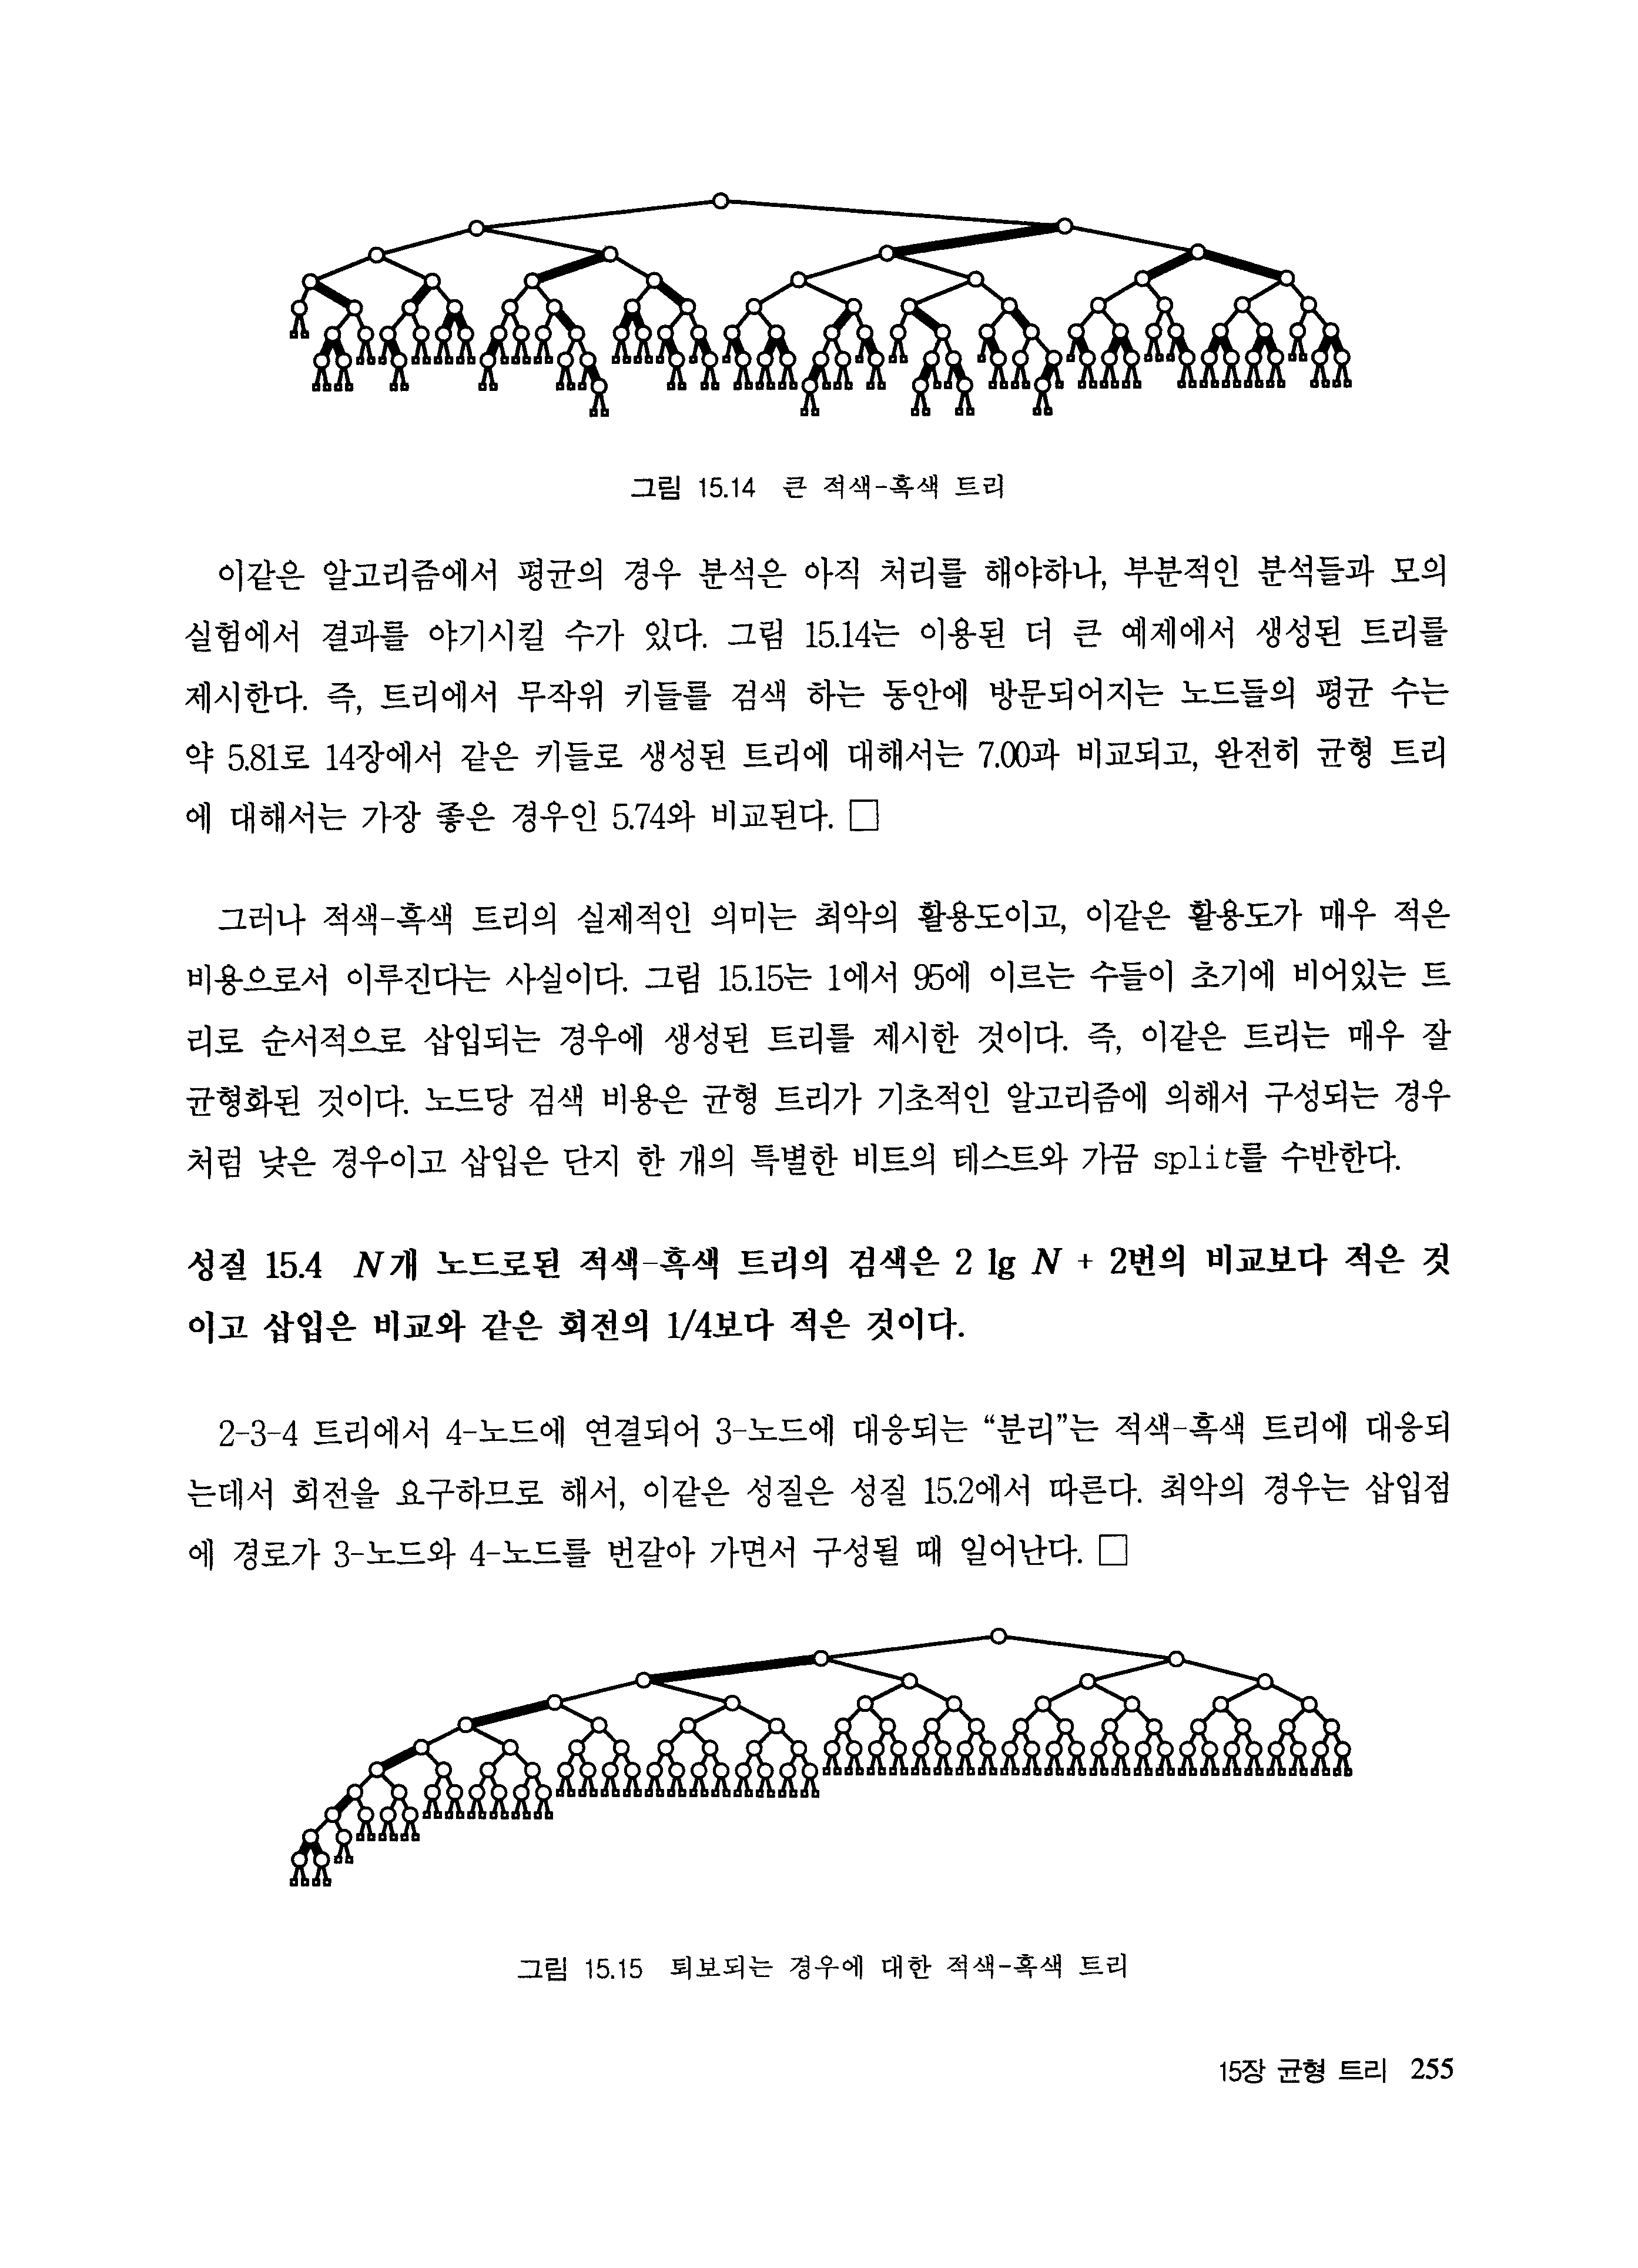 그림 15.14 큰 적색-흑색 트리
이같은 알고리즘에서 평균의 경우 분석은 아직 처리를 해야하나, 부분적인 분석들과 모의
실험에서 결과를 야기시킬 수가 있다. 그림 15.14는 이용된 더 큰 예제에서 생성된 트리를
제시한다. 즉, 트리에서 무작위 키들를 검색 하는 동안에 방문되어지는 노드들의 평균 수는
약 5.81로 14장에서 같은 키들로 생성된 트리에 대해서는 7.00과 비교되고, 완전히 균형 트리
에 대해서는 가장 좋은 경우인 5.74와 비교된다. □
그러나 적색-흑색 트리의 실제적인 의미는 최악의 활용도이고, 이같은 활용도가 매우 적은
비용으로서 이루진다는 사실이다. 그림 15.15는 1에서 95에 이르는 수들이 초기에 비어있는 트
리로 순서적으로 삽입되는 경우에 생성된 트리를 제시한 것이다. 즉, 이같은 트리는 매우 잘
균형화된 것이다. 노드당 검색 비용은 균형 트리가 기초적인 알고리즘에 의해서 구성되는 경우
처럼 낮은 경우이고 삽입은 단지 한 개의 특별한 비트의 테스트와 가끔 split를 수반한다.
성질 15.4 N개 노드로된 적색-흑색 트리의 검색은 2 lg N + 2번의 비교보다 적은 것
이고 삽입은 비교와 같은 회전의 1/4보다 적은 것이다.
2-3-4 트리에서 4-노드에 연결되어 3-노드에 대응되는 “분리”는 적색-흑색 트리에 대응되
는데서 회전을 요구하므로 해서, 이같은 성질은 성질 15.2에서 따른다. 최악의 경우는 삽입점
에 경로가 3-노드와 4-노드를 번갈아 가면서 구성될 때 일어난다. □
그림 15.15 퇴보되는 경우에 대한 적색-흑색 트리
15장 균형 트리 255